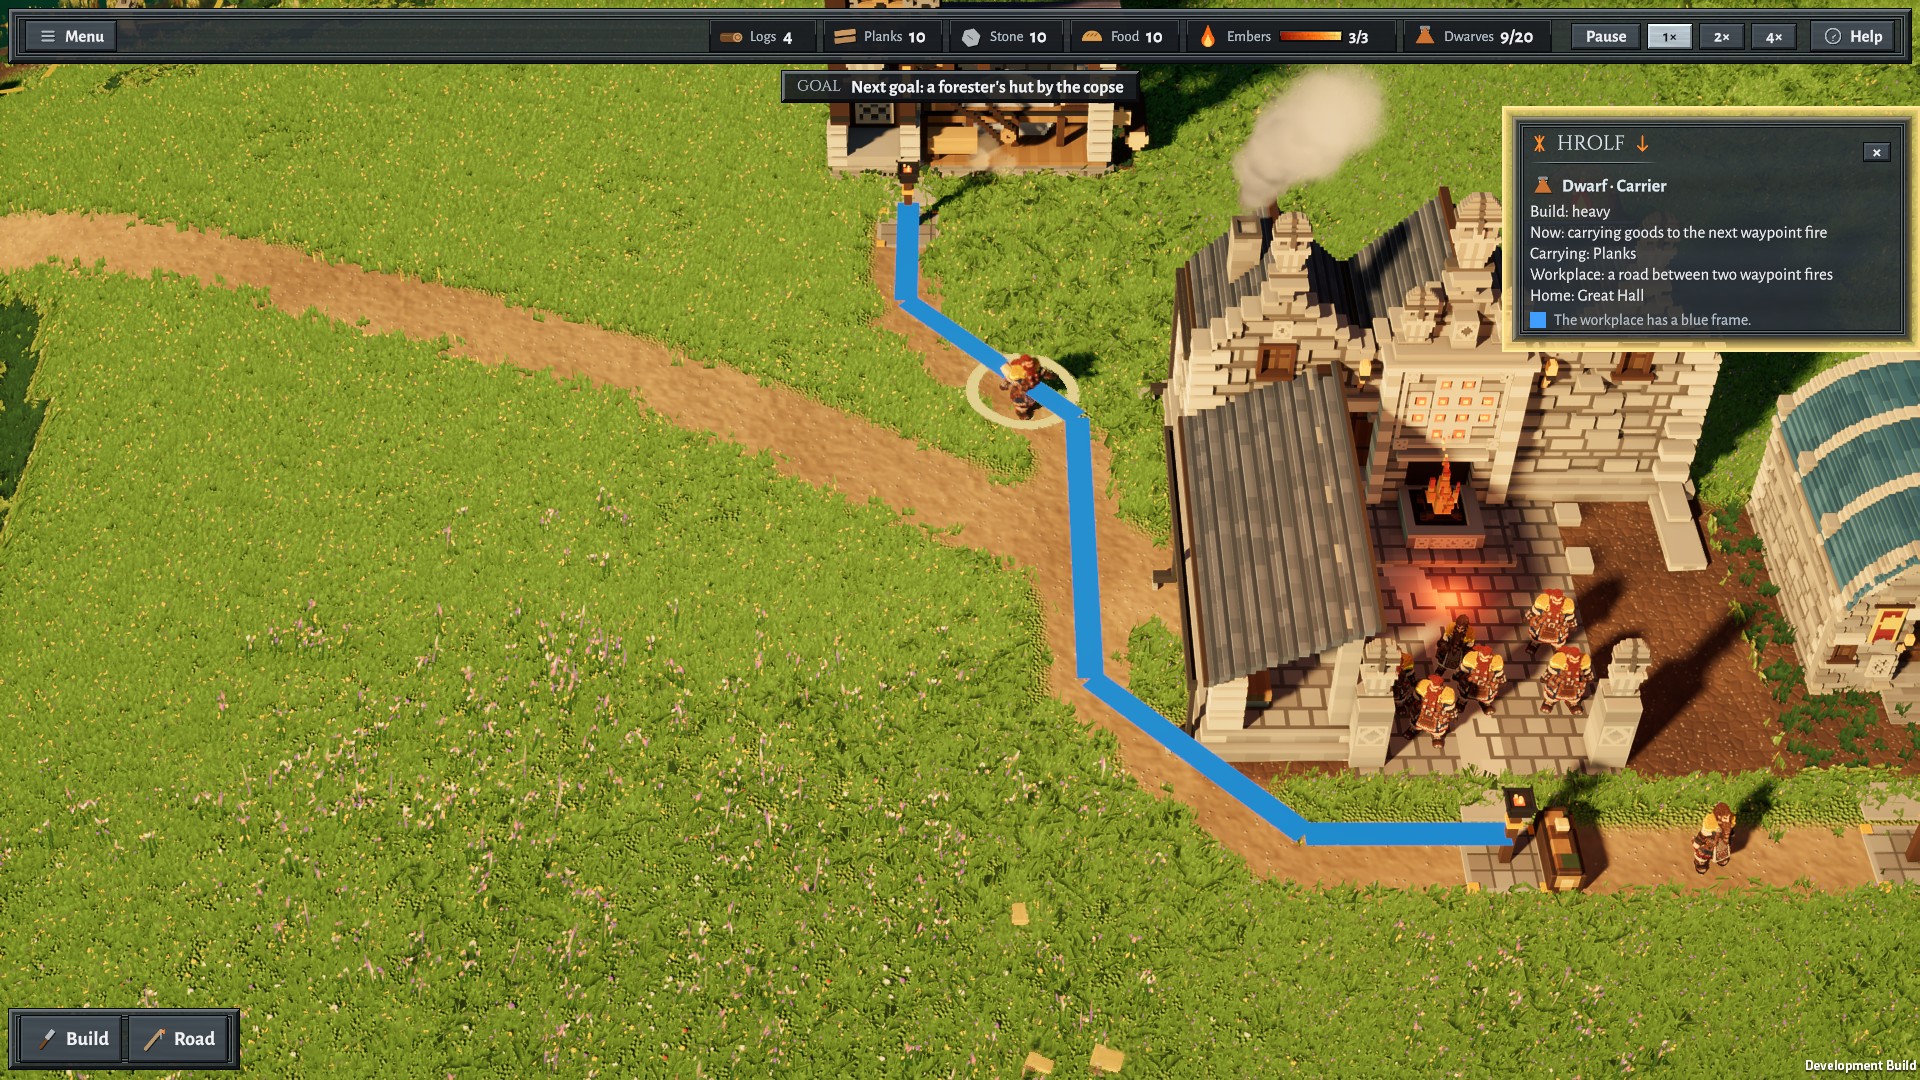 Menu
Logs 4
Planks 10
Stone 10
Food 10
Embers 3/3
Dwarves 9/20
Pause
1×
2×
4×
Help
GOAL Next goal: a forester's hut by the copse
HROLF
×
Dwarf · Carrier
Build: heavy
Now: carrying goods to the next waypoint fire
Carrying: Planks
Workplace: a road between two waypoint fires
Home: Great Hall
The workplace has a blue frame.
Build
Road
Development Build